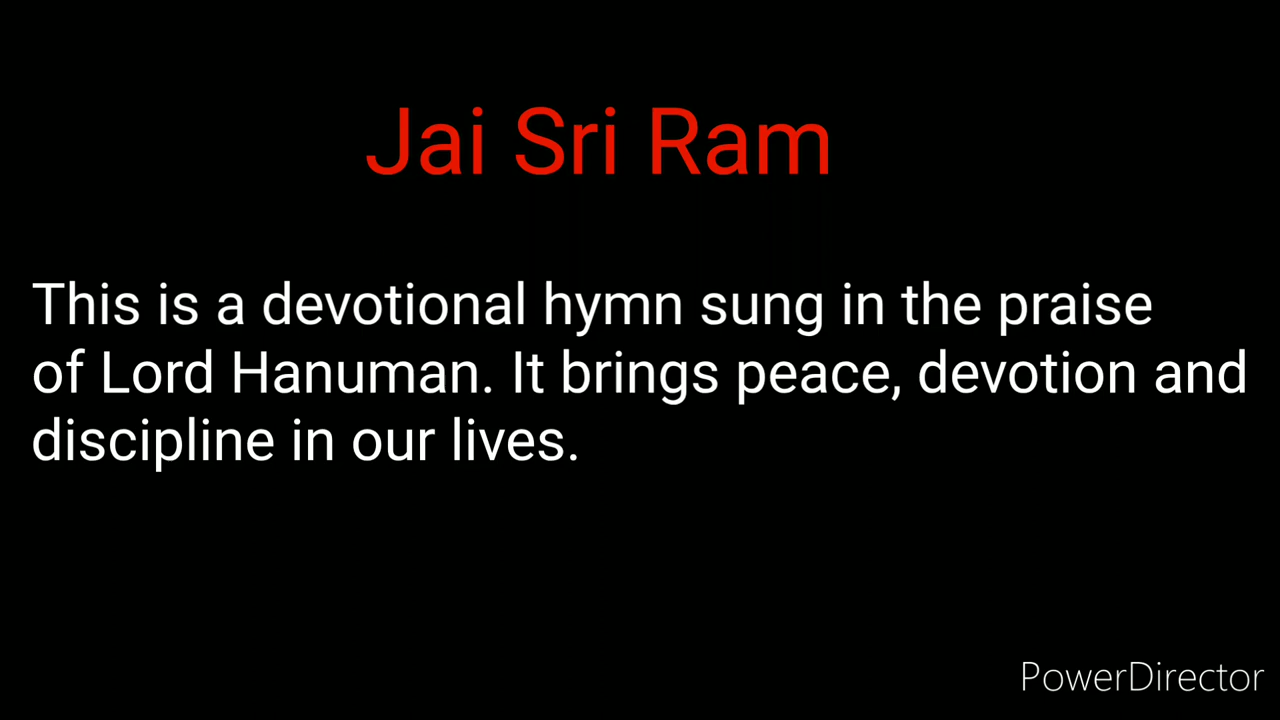 Jai Sri Ram
This is a devotional hymn sung in the praise
of Lord Hanuman. It brings peace, devotion and
discipline in our lives.
PowerDirector